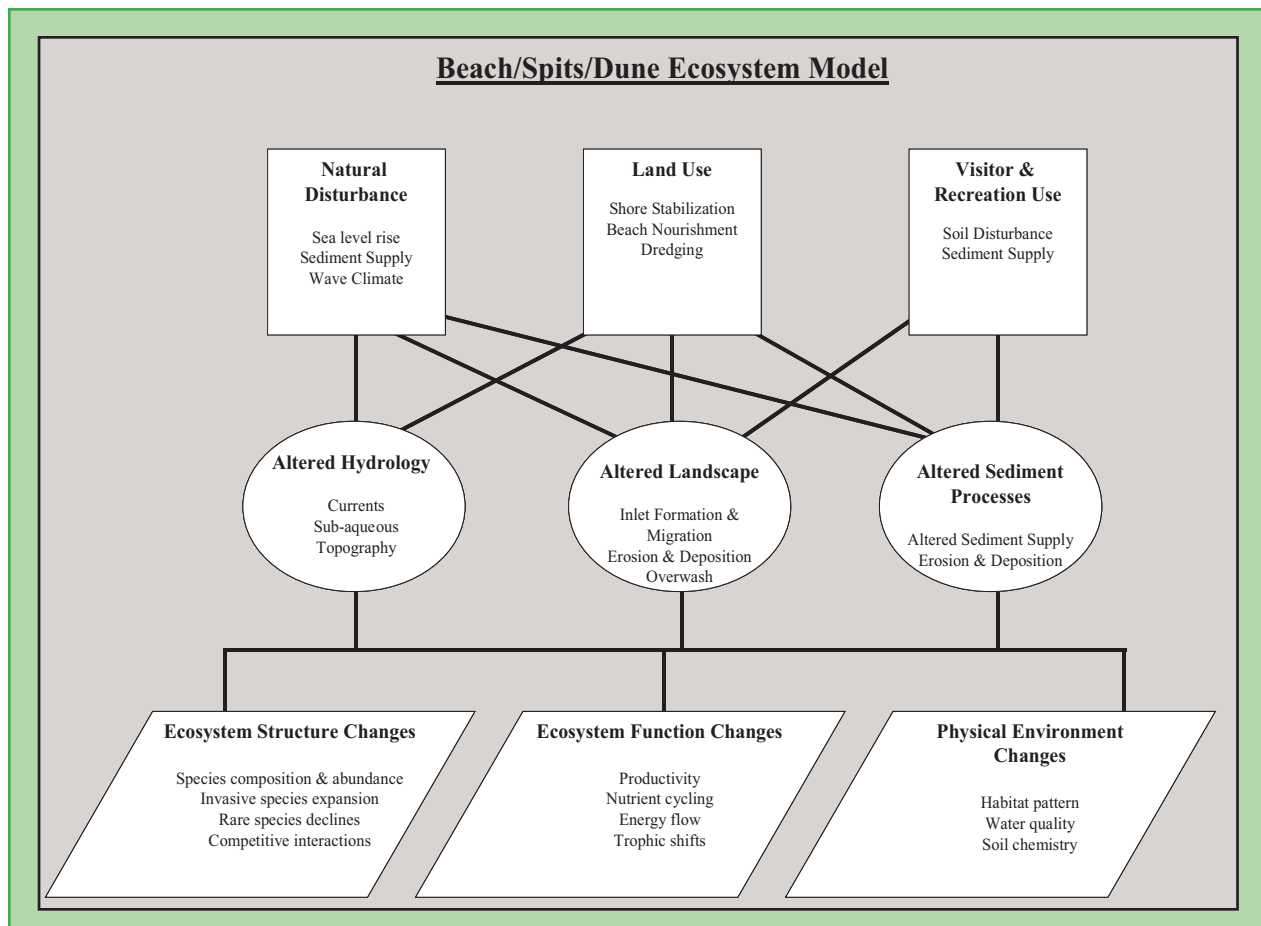 Beach/Spits/Dune Ecosystem Model
Natural
Disturbance
Sea level rise
Sediment Supply
Wave Climate
Land Use
Shore Stabilization
Beach Nourishment
Dredging
Visitor &
Recreation Use
Soil Disturbance
Sediment Supply
Altered Hydrology
Currents
Sub-aqueous
Topography
Altered Landscape
Inlet Formation &
Migration
Erosion & Deposition
Overwash
Altered Sediment
Processes
Altered Sediment Supply
Erosion & Deposition
Ecosystem Structure Changes
Species composition & abundance
Invasive species expansion
Rare species declines
Competitive interactions
Ecosystem Function Changes
Productivity
Nutrient cycling
Energy flow
Trophic shifts
Physical Environment
Changes
Habitat pattern
Water quality
Soil chemistry